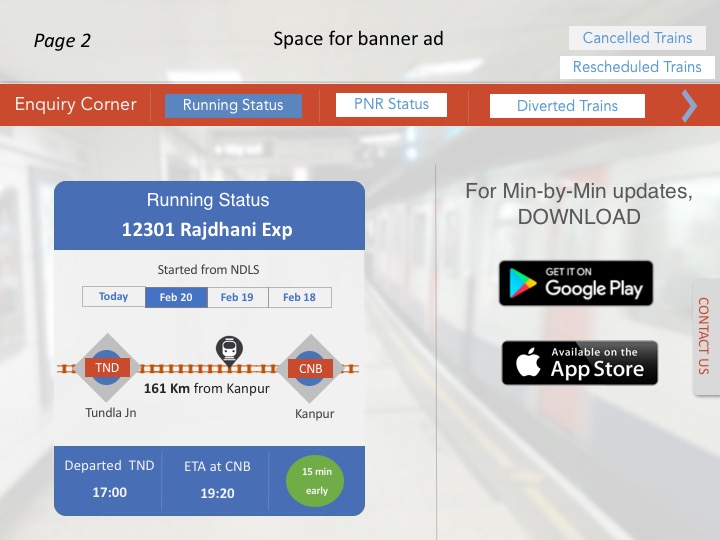 Page 2
Space for banner ad
Cancelled Trains
Rescheduled Trains
Enquiry Corner
Running Status
PNR Status
Diverted Trains
Running Status
12301 Rajdhani Exp
Started from NDLS
Today
Feb 20
Feb 19
Feb 18
TND
CNB
161 Km from Kanpur
Tundla Jn
Kanpur
Departed TND
17:00
ETA at CNB
19:20
15 min
early
For Min-by-Min updates,
DOWNLOAD
GET IT ON
Google Play
Available on the
App Store
CONTACT US